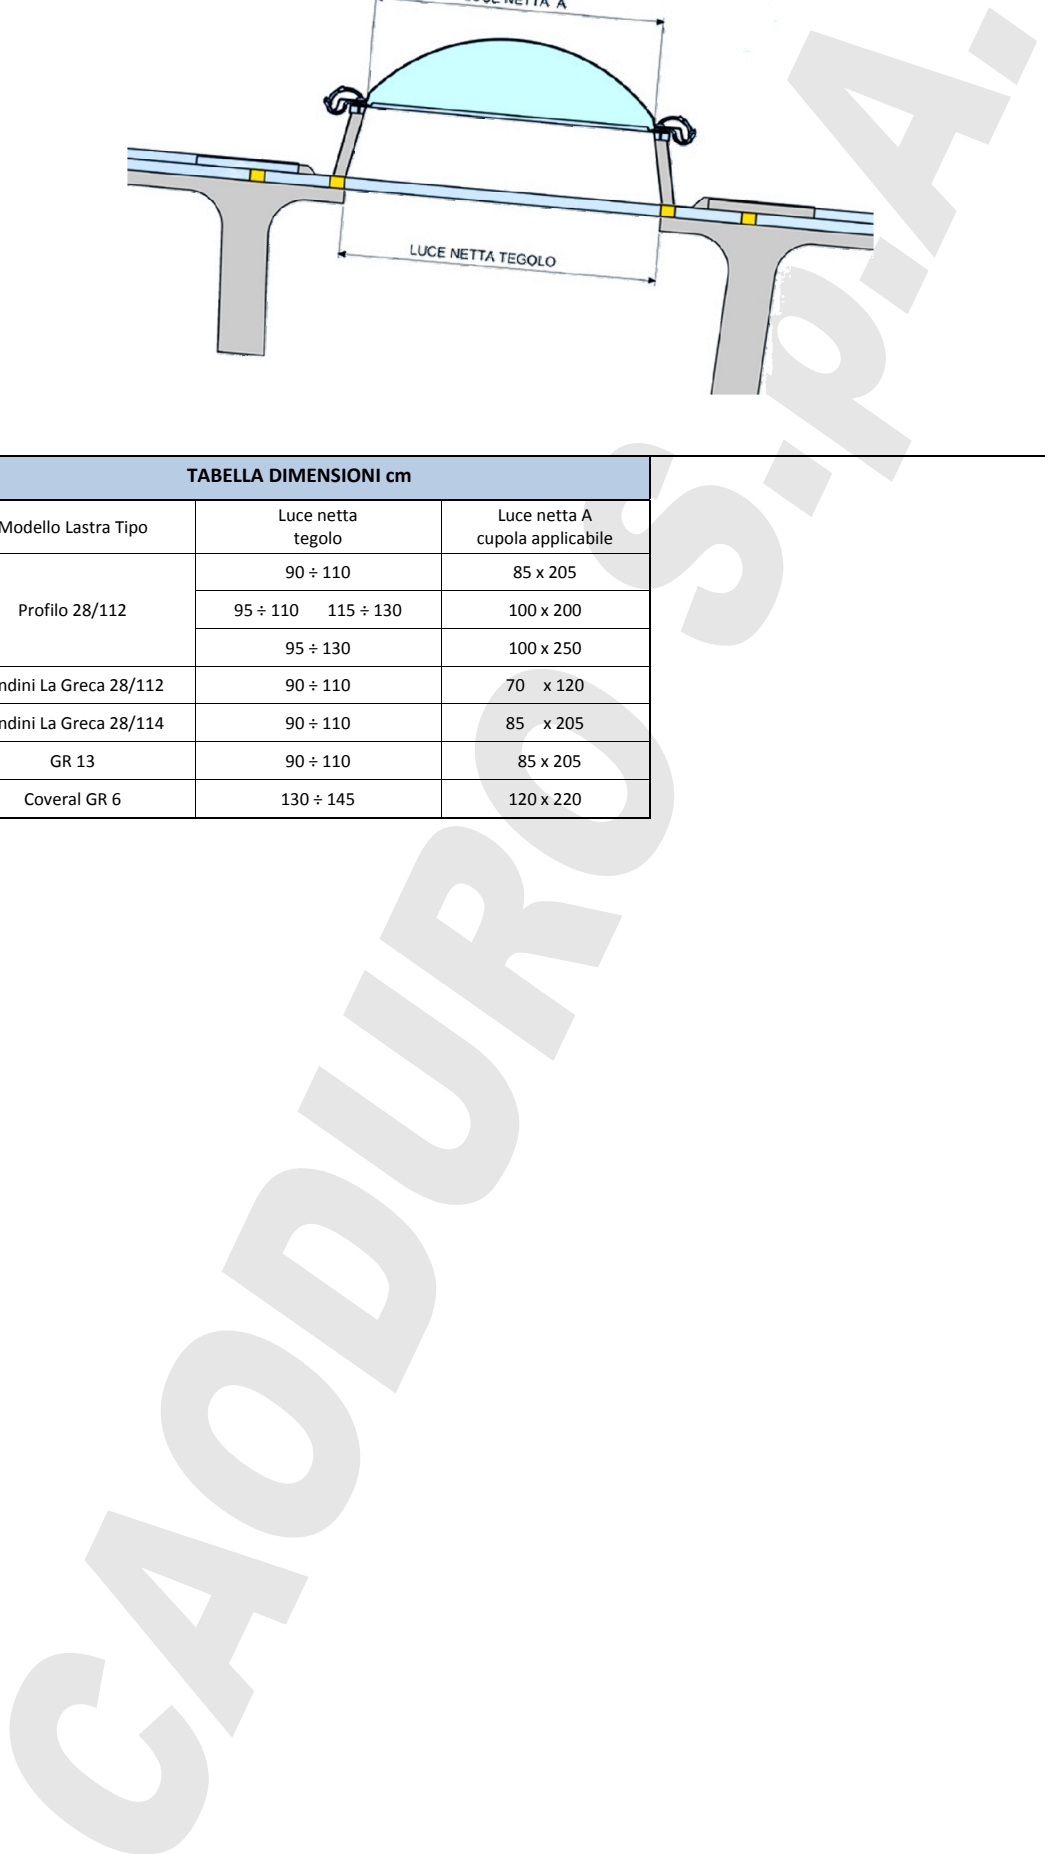 NETTA A
LUCE NETTA TEGOLO
TABELLA DIMENSIONI cm
Modello Lastra Tipo
Luce netta
tegolo
Luce netta A
cupola applicabile
Profilo 28/112
90 ÷ 110
85 x 205
95 ÷ 110 115 ÷ 130
100 x 200
95 ÷ 130
100 x 250
La Greca 28/112
90 ÷ 110
70 x 120
La Greca 28/114
90 ÷ 110
85 x 205
GR 13
90 ÷ 110
85 x 205
Coveral GR 6
130 ÷ 145
120 x 220
CAODURO S.p.A.